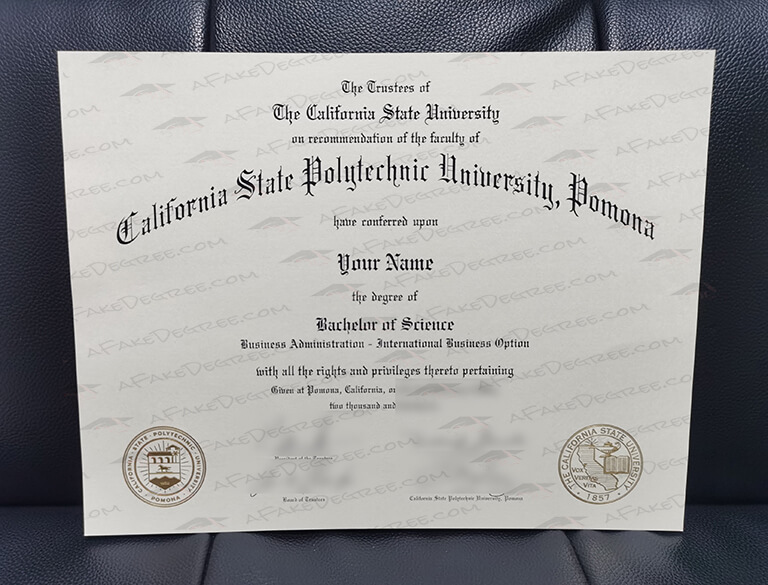 The Trustees of
The California State University
on recommendation of the faculty of
California State Polytechnic University, Pomona
have conferred upon
Your Name
the degree of
Bachelor of Science
Business Administration - International Business Option
with all the rights and privileges thereto pertaining
Given at Pomona, California, on
two thousand and
Board of Trustees
California State Polytechnic University, Pomona
CALIFORNIA STATE POLYTECHNIC UNIVERSITY
POMONA
THE CALIFORNIA STATE UNIVERSITY
VOX
VERITAS
VITA
1857
AFAKEDEGREE.COM